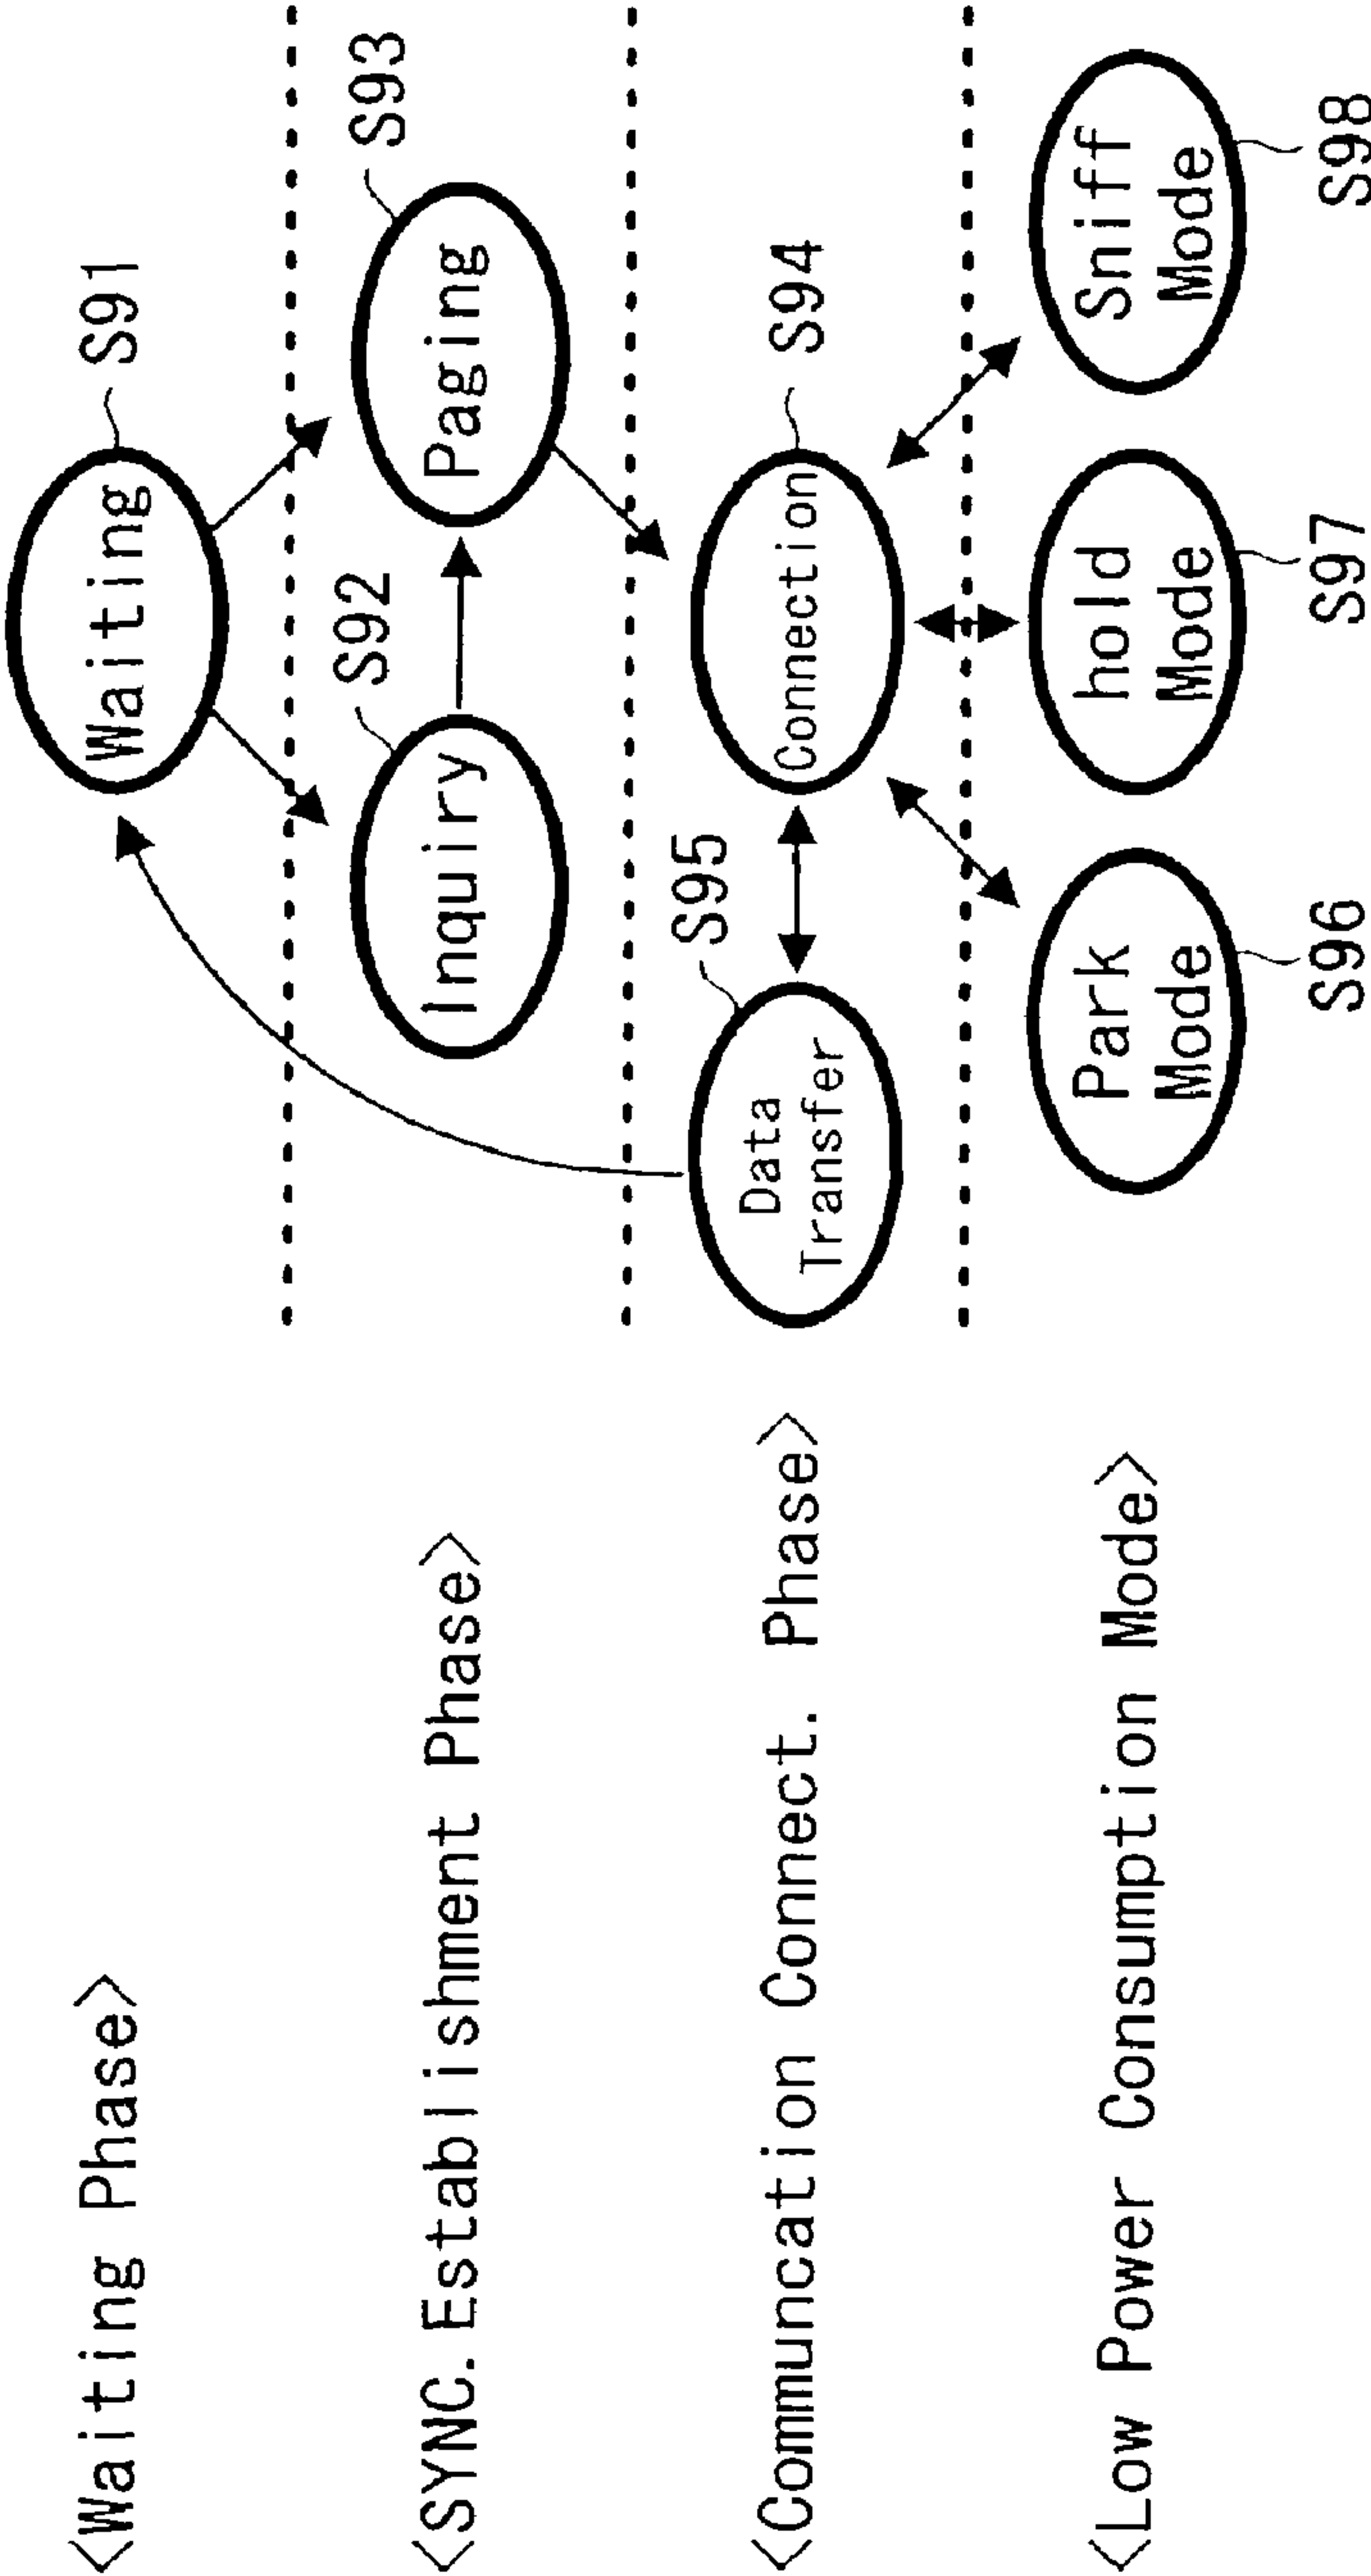 <Waiting Phase>
Waiting
S91
<SYNC. Establishment Phase>
Inquiry
S92
Paging
S93
<Communcation Connect. Phase>
Data
Transfer
S95
Connection
S94
<Low Power Consumption Mode>
Park
Mode
S96
hold
Mode
S97
Sniff
Mode
S98